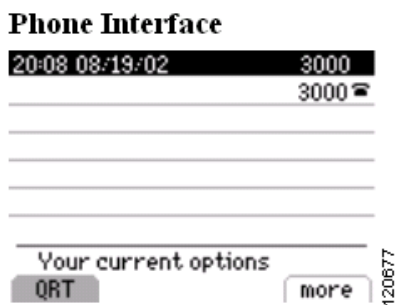 Phone Interface
20:08 08/19/02 3000
3000
Your current options
QRT more
120677